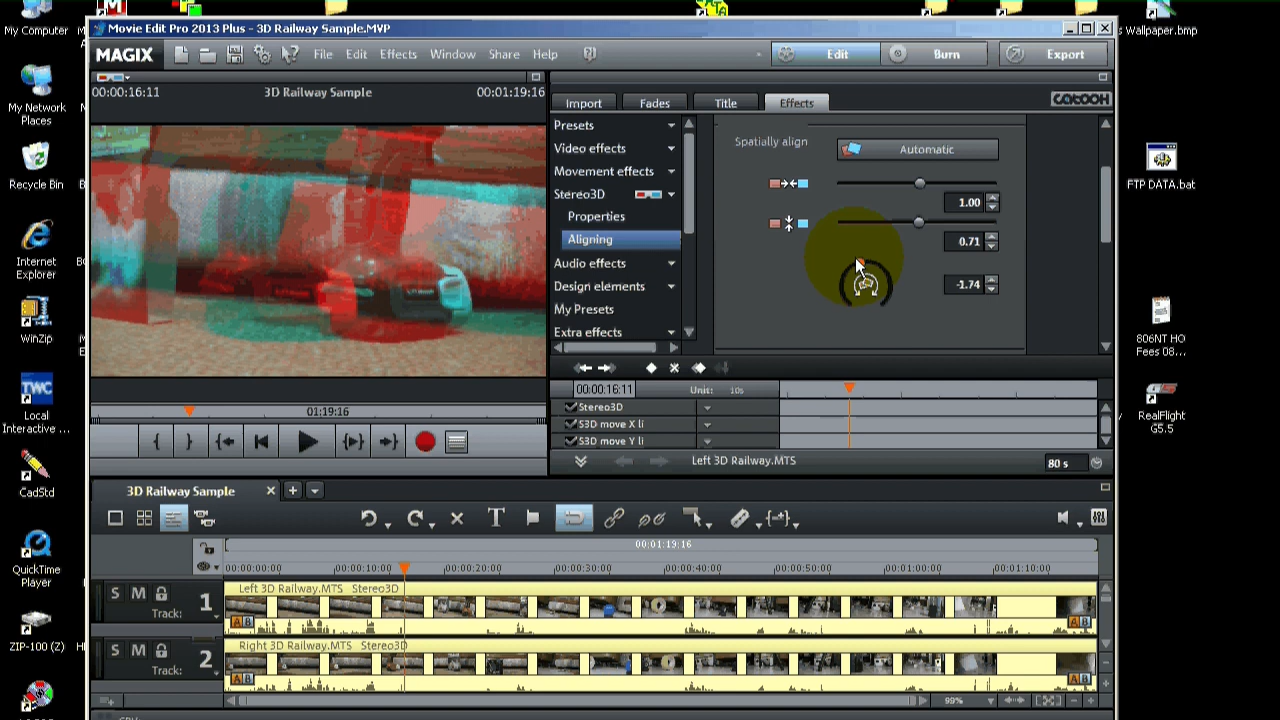 My Computer
My Network Places
Recycle Bin
Internet Explorer
WinZip
Local Interactive ...
CadStd
QuickTime Player
ZIP-100 (Z)
Wallpaper.bmp
FTP DATA.bat
806NT HO Fees 08...
RealFlight G5.5
Movie Edit Pro 2013 Plus - 3D Railway Sample.MVP
MAGIX File Edit Effects Window Share Help Edit Burn Export
00:00:16:11 3D Railway Sample 00:01:19:16
Import Fades Title Effects catooh
Presets
Video effects
Movement effects
Stereo3D
Properties
Aligning
Audio effects
Design elements
My Presets
Extra effects
Spatially align Automatic
1.00
0.71
-1.74
00:00:16:11 Unit: 10s
Stereo3D
S3D move X li
S3D move Y li
Left 3D Railway.MTS 80 s
01:19:16
3D Railway Sample
00:01:19:16
00:00:00:00 00:00:10:00 00:00:20:00 00:00:30:00 00:00:40:00 00:00:50:00 00:01:00:00 00:01:10:00
S M 1
Track:
Left 3D Railway.MTS Stereo3D
A B A B
S M 2
Track:
Right 3D Railway.MTS Stereo3D
A B A B
99%